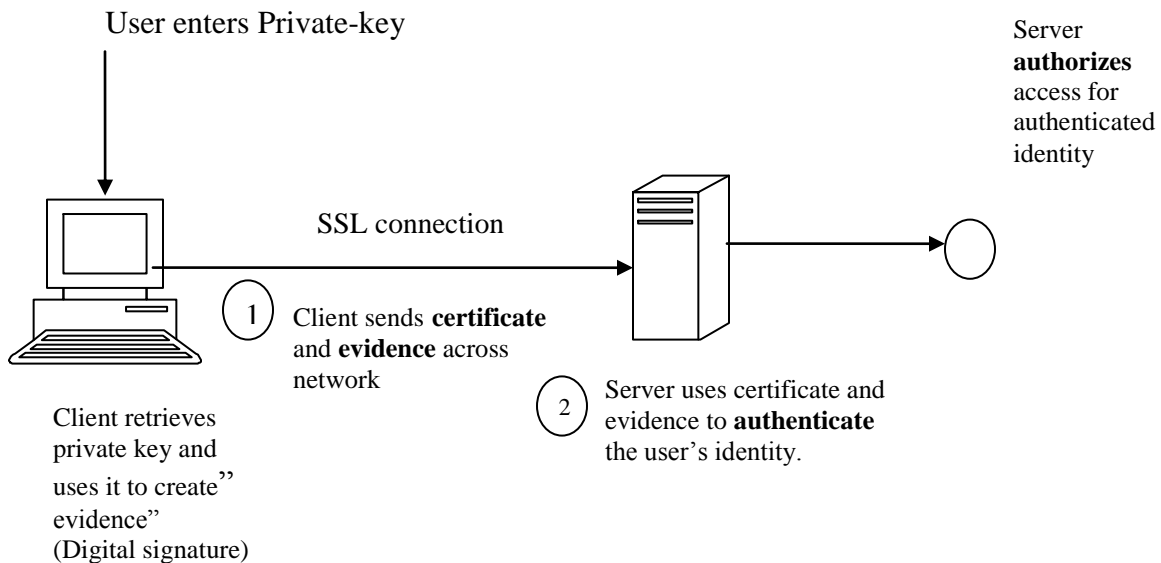 User enters Private-key
Server
authorizes
access for
authenticated
identity
SSL connection
1
Client sends certificate
and evidence across
network
2
Server uses certificate and
evidence to authenticate
the user’s identity.
Client retrieves
private key and
uses it to create”
evidence”
(Digital signature)